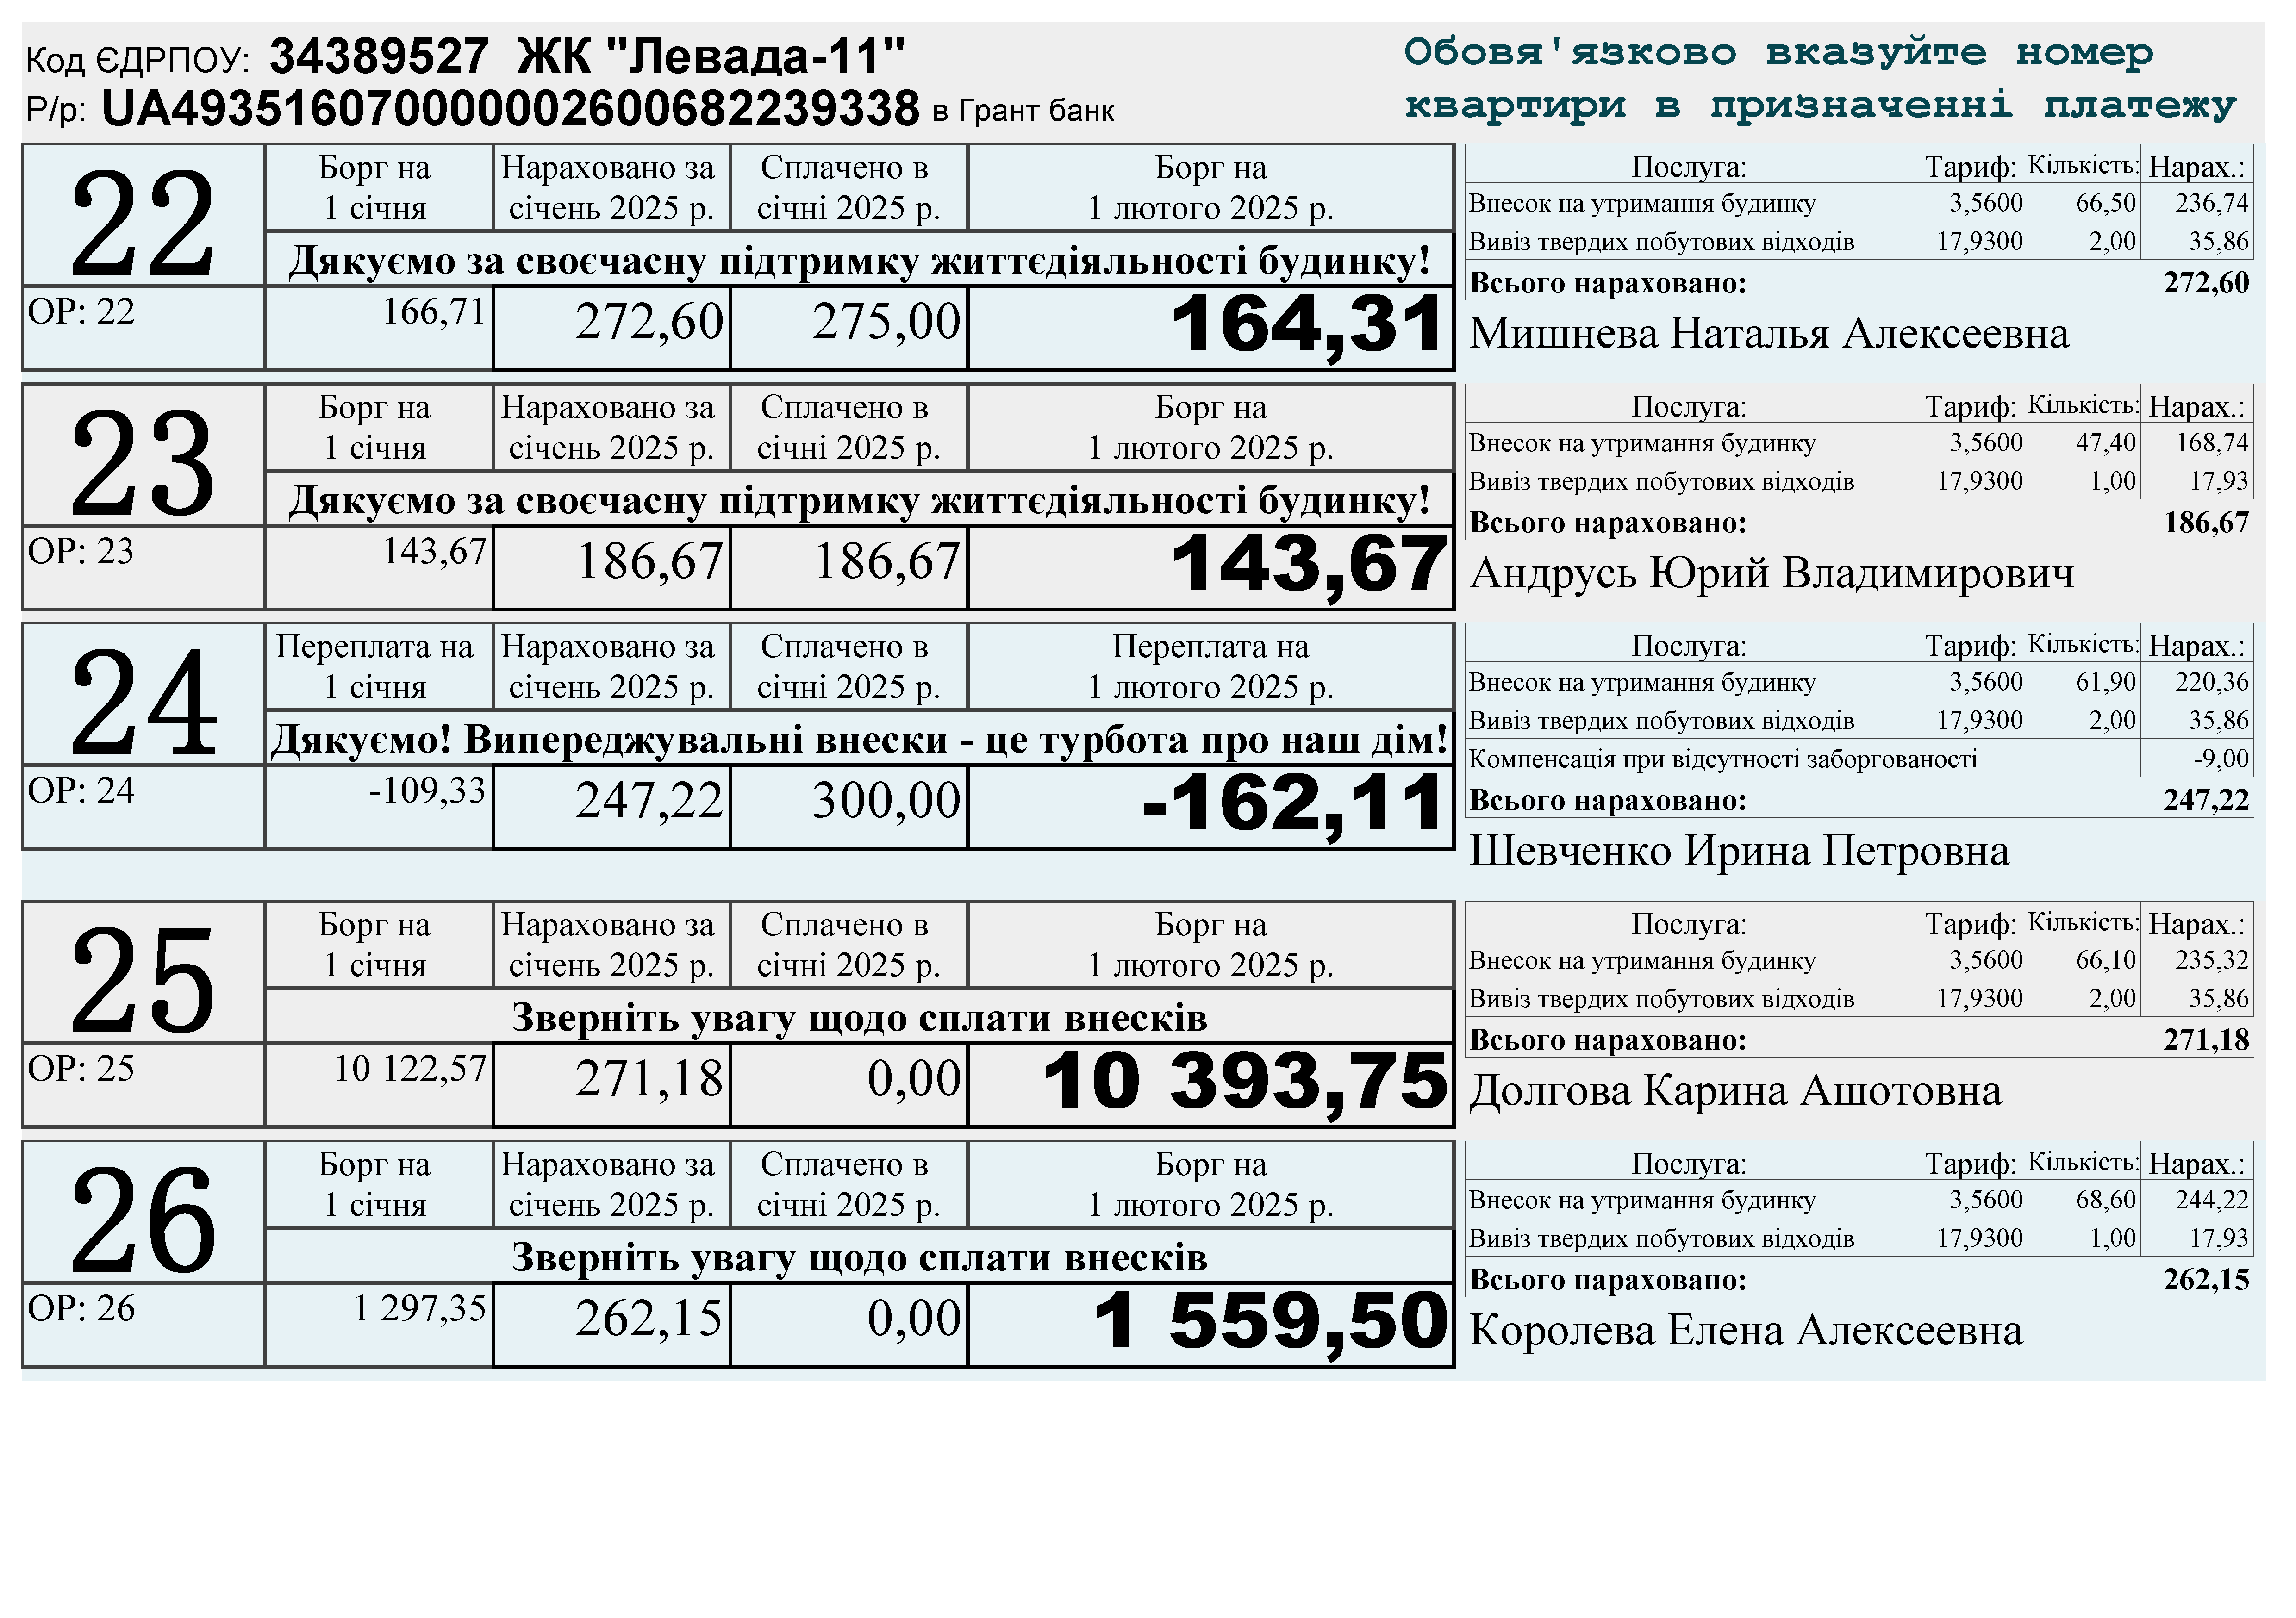 Код ЄДРПОУ: 34389527 ЖК "Левада-11"
Р/р: UA493516070000002600682239338 в Грант банк
Обовя'язково вказуйте номер
квартири в призначенні платежу
22
Борг на 1 січня
Нараховано за січень 2025 р.
Сплачено в січні 2025 р.
Борг на 1 лютого 2025 р.
Дякуємо за своєчасну підтримку життєдіяльності будинку!
ОР: 22 166,71 272,60 275,00 164,31
Послуга: Тариф: Кількість: Нарах.:
Внесок на утримання будинку 3,5600 66,50 236,74
Вивіз твердих побутових відходів 17,9300 2,00 35,86
Всього нараховано: 272,60
Мишнева Наталья Алексеевна
23
Борг на 1 січня
Нараховано за січень 2025 р.
Сплачено в січні 2025 р.
Борг на 1 лютого 2025 р.
Дякуємо за своєчасну підтримку життєдіяльності будинку!
ОР: 23 143,67 186,67 186,67 143,67
Послуга: Тариф: Кількість: Нарах.:
Внесок на утримання будинку 3,5600 47,40 168,74
Вивіз твердих побутових відходів 17,9300 1,00 17,93
Всього нараховано: 186,67
Андрусь Юрий Владимирович
24
Переплата на 1 січня
Нараховано за січень 2025 р.
Сплачено в січні 2025 р.
Переплата на 1 лютого 2025 р.
Дякуємо! Випереджувальні внески - це турбота про наш дім!
ОР: 24 -109,33 247,22 300,00 -162,11
Послуга: Тариф: Кількість: Нарах.:
Внесок на утримання будинку 3,5600 61,90 220,36
Вивіз твердих побутових відходів 17,9300 2,00 35,86
Компенсація при відсутності заборгованості -9,00
Всього нараховано: 247,22
Шевченко Ирина Петровна
25
Борг на 1 січня
Нараховано за січень 2025 р.
Сплачено в січні 2025 р.
Борг на 1 лютого 2025 р.
Зверніть увагу щодо сплати внесків
ОР: 25 10 122,57 271,18 0,00 10 393,75
Послуга: Тариф: Кількість: Нарах.:
Внесок на утримання будинку 3,5600 66,10 235,32
Вивіз твердих побутових відходів 17,9300 2,00 35,86
Всього нараховано: 271,18
Долгова Карина Ашотовна
26
Борг на 1 січня
Нараховано за січень 2025 р.
Сплачено в січні 2025 р.
Борг на 1 лютого 2025 р.
Зверніть увагу щодо сплати внесків
ОР: 26 1 297,35 262,15 0,00 1 559,50
Послуга: Тариф: Кількість: Нарах.:
Внесок на утримання будинку 3,5600 68,60 244,22
Вивіз твердих побутових відходів 17,9300 1,00 17,93
Всього нараховано: 262,15
Королева Елена Алексеевна